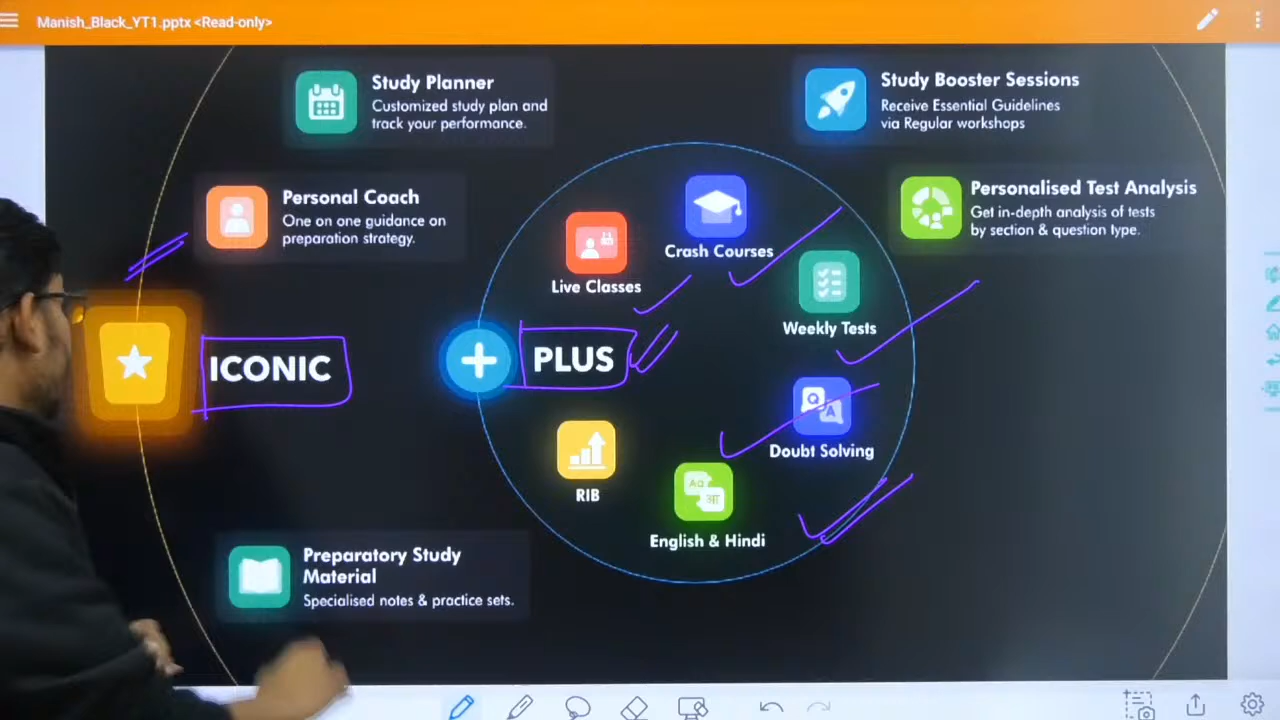 Manish_Black_YT1.pptx <Read-only>
Study Planner
Customized study plan and
track your performance.
Study Booster Sessions
Receive Essential Guidelines
via Regular workshops
Personal Coach
One on one guidance on
preparation strategy.
Personalised Test Analysis
Get in-depth analysis of tests
by section & question type.
Crash Courses
Live Classes
Weekly Tests
ICONIC
PLUS
Q
A
Doubt Solving
RIB
Aa
अ
English & Hindi
Preparatory Study
Material
Specialised notes & practice sets.